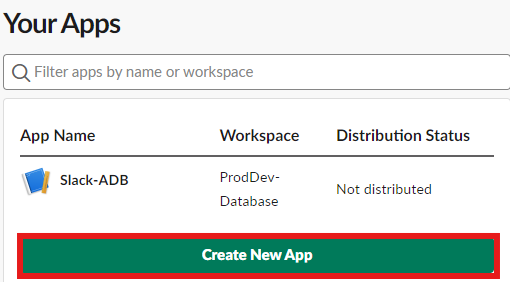 Your Apps
Filter apps by name or workspace
App Name Workspace Distribution Status
Slack-ADB ProdDev-
Database Not distributed
Create New App